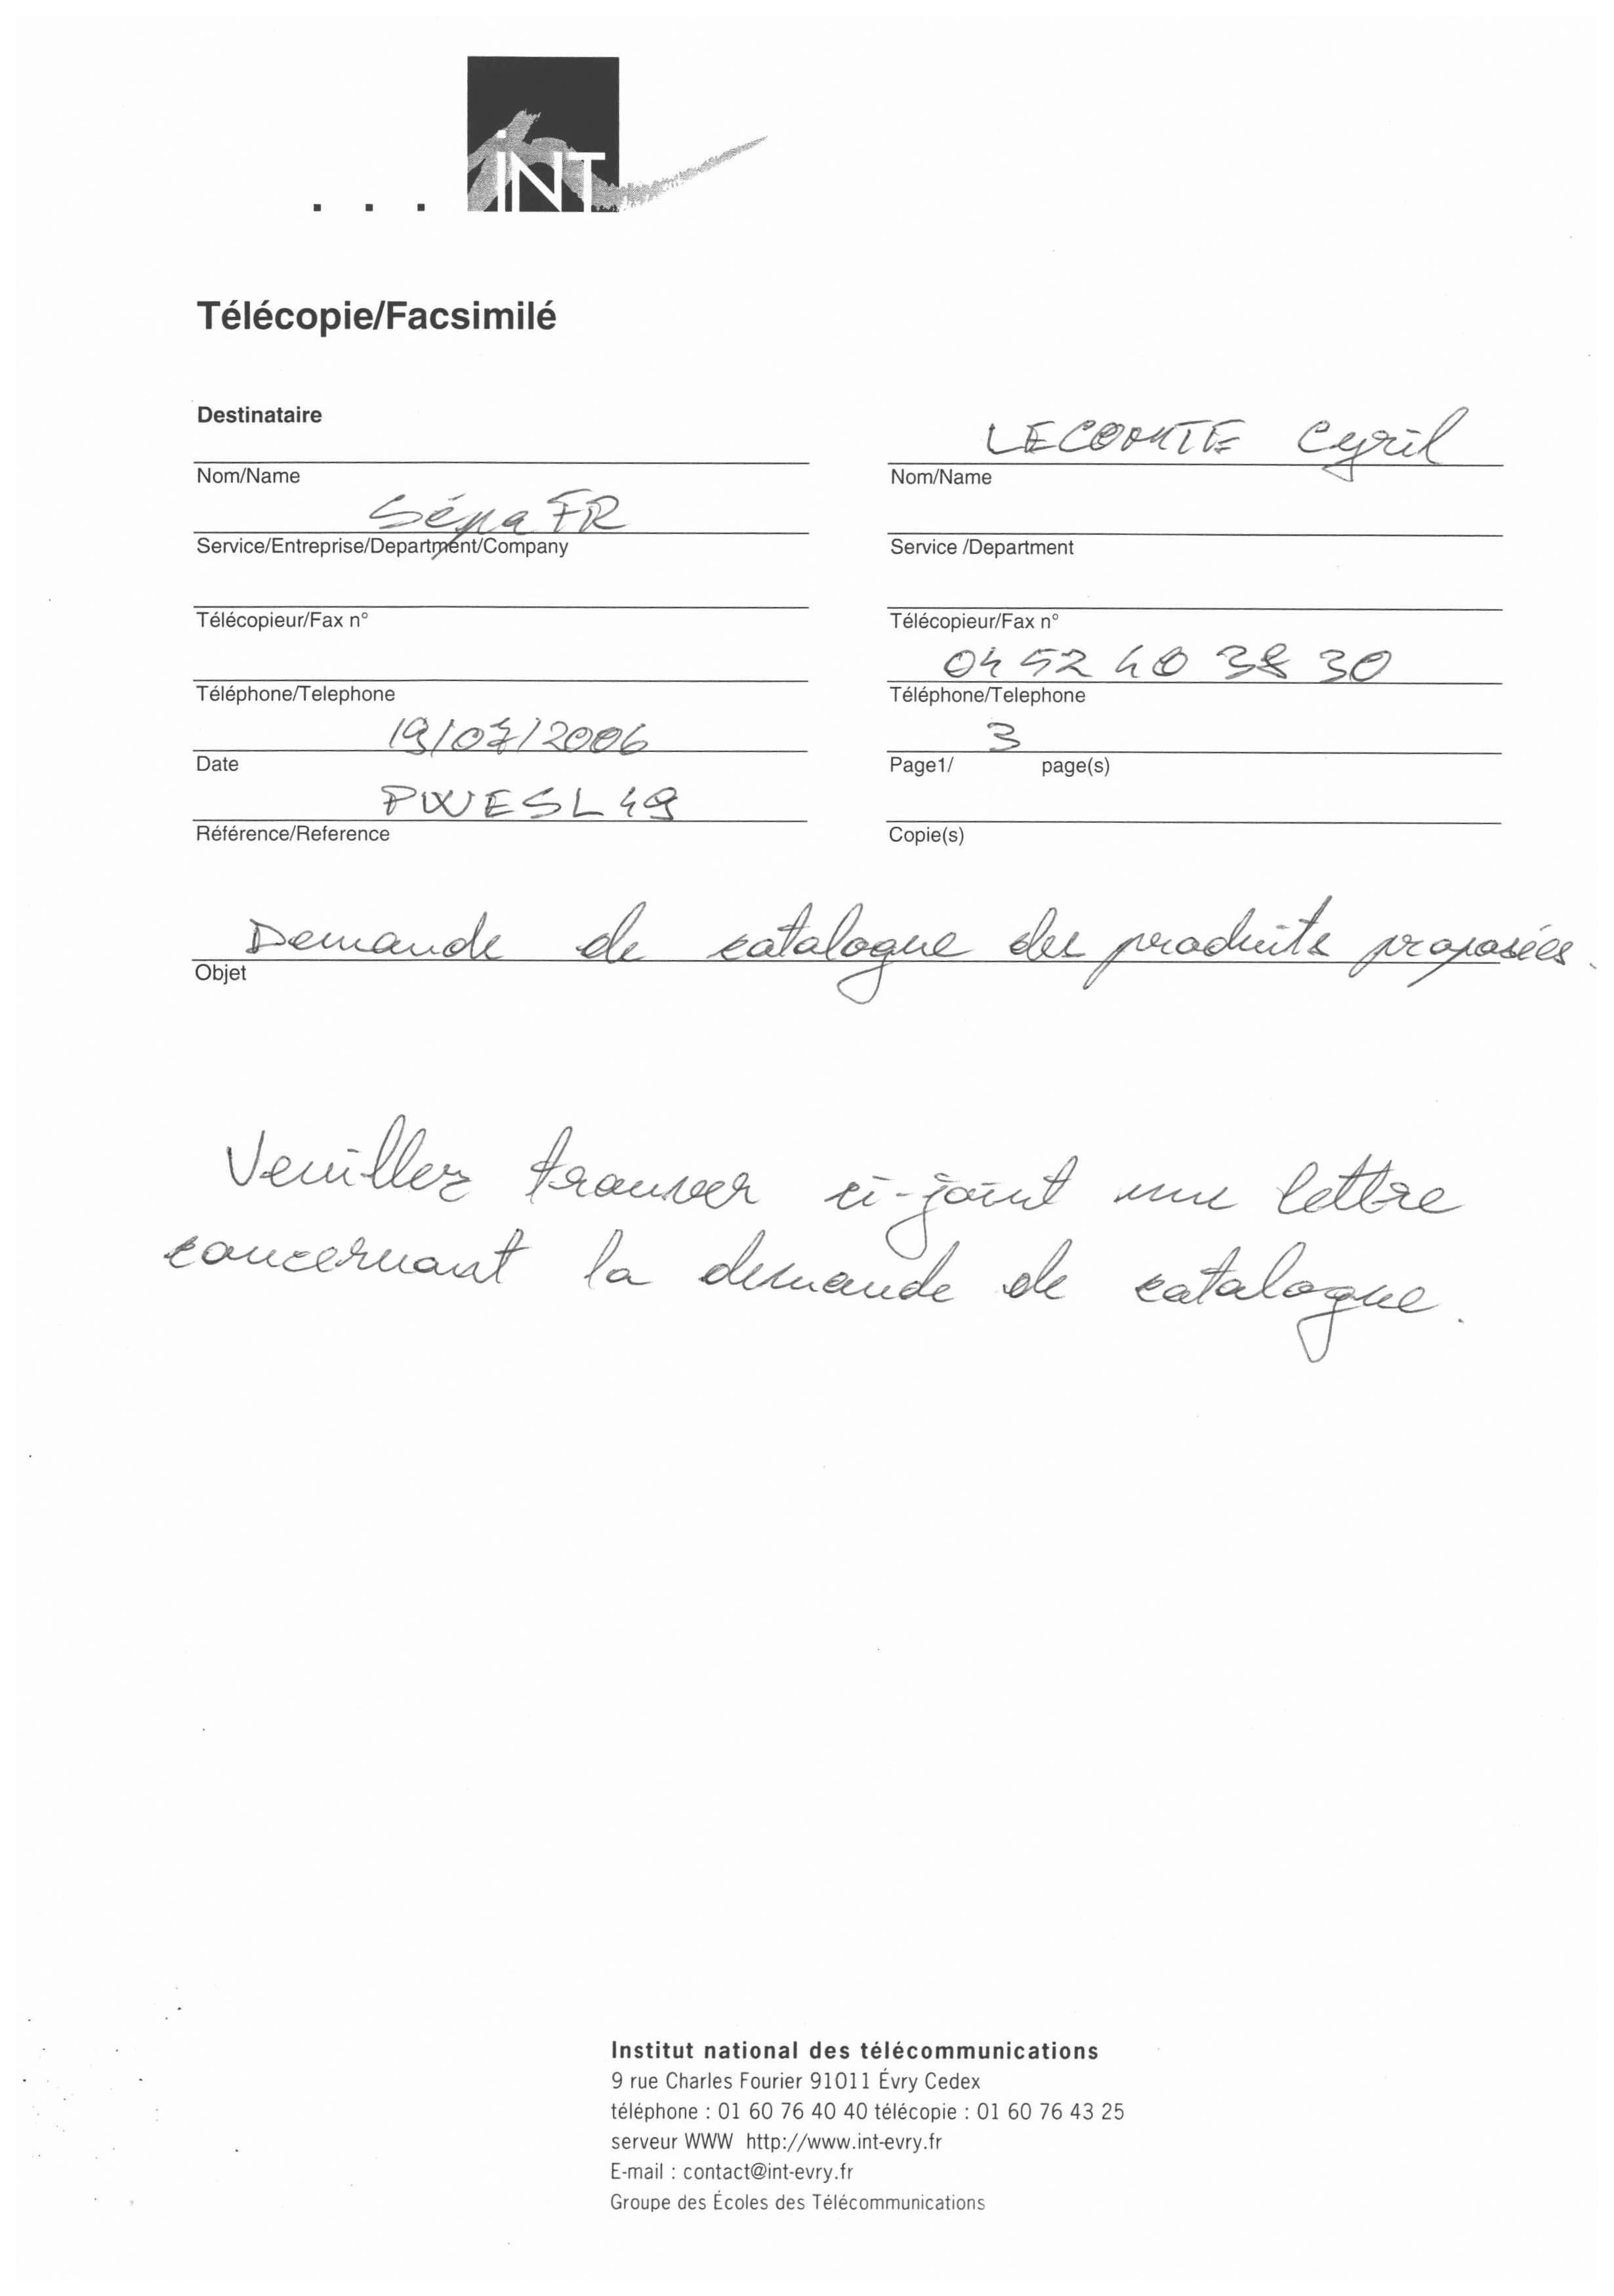 iNT
Télécopie/Facsimilé
Destinataire
LECOMTE Cyril
Nom/Name
Nom/Name
SépaFR
Service/Entreprise/Department/Company
Service /Department
Télécopieur/Fax n°
Télécopieur/Fax n°
04 52 40 38 30
Téléphone/Telephone
Téléphone/Telephone
19/07/2006
3
Date
Page1/ page(s)
PWESL49
Référence/Reference
Copie(s)
Demande de catalogue des produits proposées.
Objet
Veuillez trouver ci-joint une lettre
concernant la demande de catalogue.
Institut national des télécommunications
9 rue Charles Fourier 91011 Évry Cedex
téléphone : 01 60 76 40 40 télécopie : 01 60 76 43 25
serveur WWW http://www.int-evry.fr
E-mail : contact@int-evry.fr
Groupe des Écoles des Télécommunications